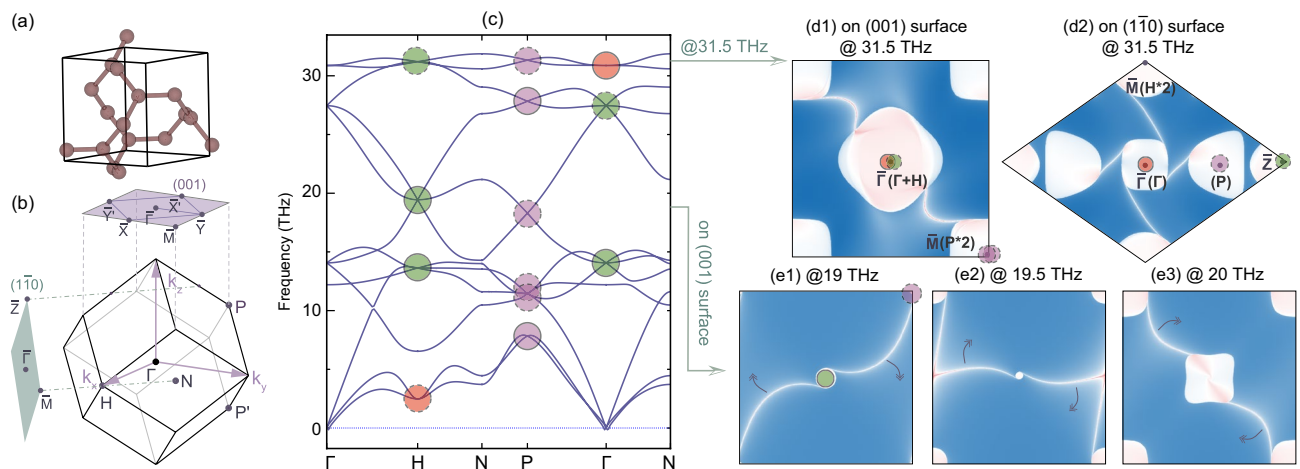 (a)
(b)
(001)
Y̅'
X̅'
Γ̅
X̅
M̅
Y̅
(11̅0)
Z̅
Γ̅
M̅
k_z
P
k_x
Γ
k_y
H
N
P'
(c)
Frequency (THz)
30
20
10
0
Γ H N P Γ N
@31.5 THz
on (001) surface
(d1) on (001) surface
@ 31.5 THz
Γ̅(Γ+H)
M̅(P*2)
(d2) on (11̅0) surface
@ 31.5 THz
M̅(H*2)
Γ̅(Γ)
(P)
Z̅
(e1) @19 THz
(e2) @ 19.5 THz
(e3) @ 20 THz